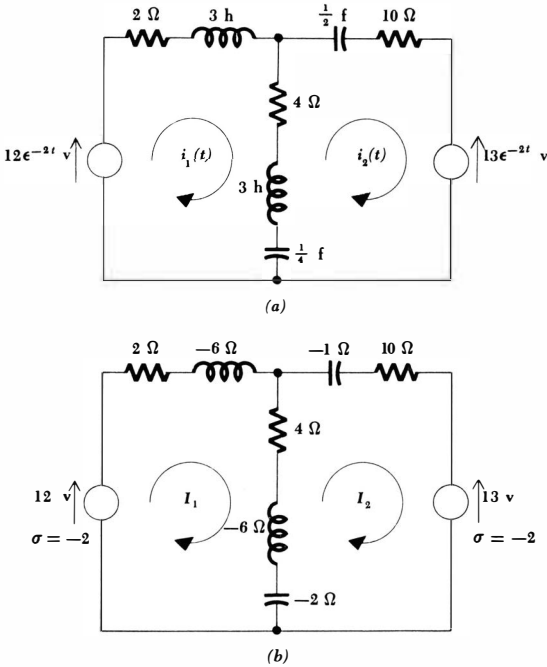 2 Ω 3 h ½ f 10 Ω
4 Ω
12ϵ⁻²ᵗ v i₁(t) i₂(t) 13ϵ⁻²ᵗ v
3 h
¼ f
(a)
2 Ω −6 Ω −1 Ω 10 Ω
4 Ω
12 v I₁ I₂ 13 v
−6 Ω
σ = −2 σ = −2
−2 Ω
(b)